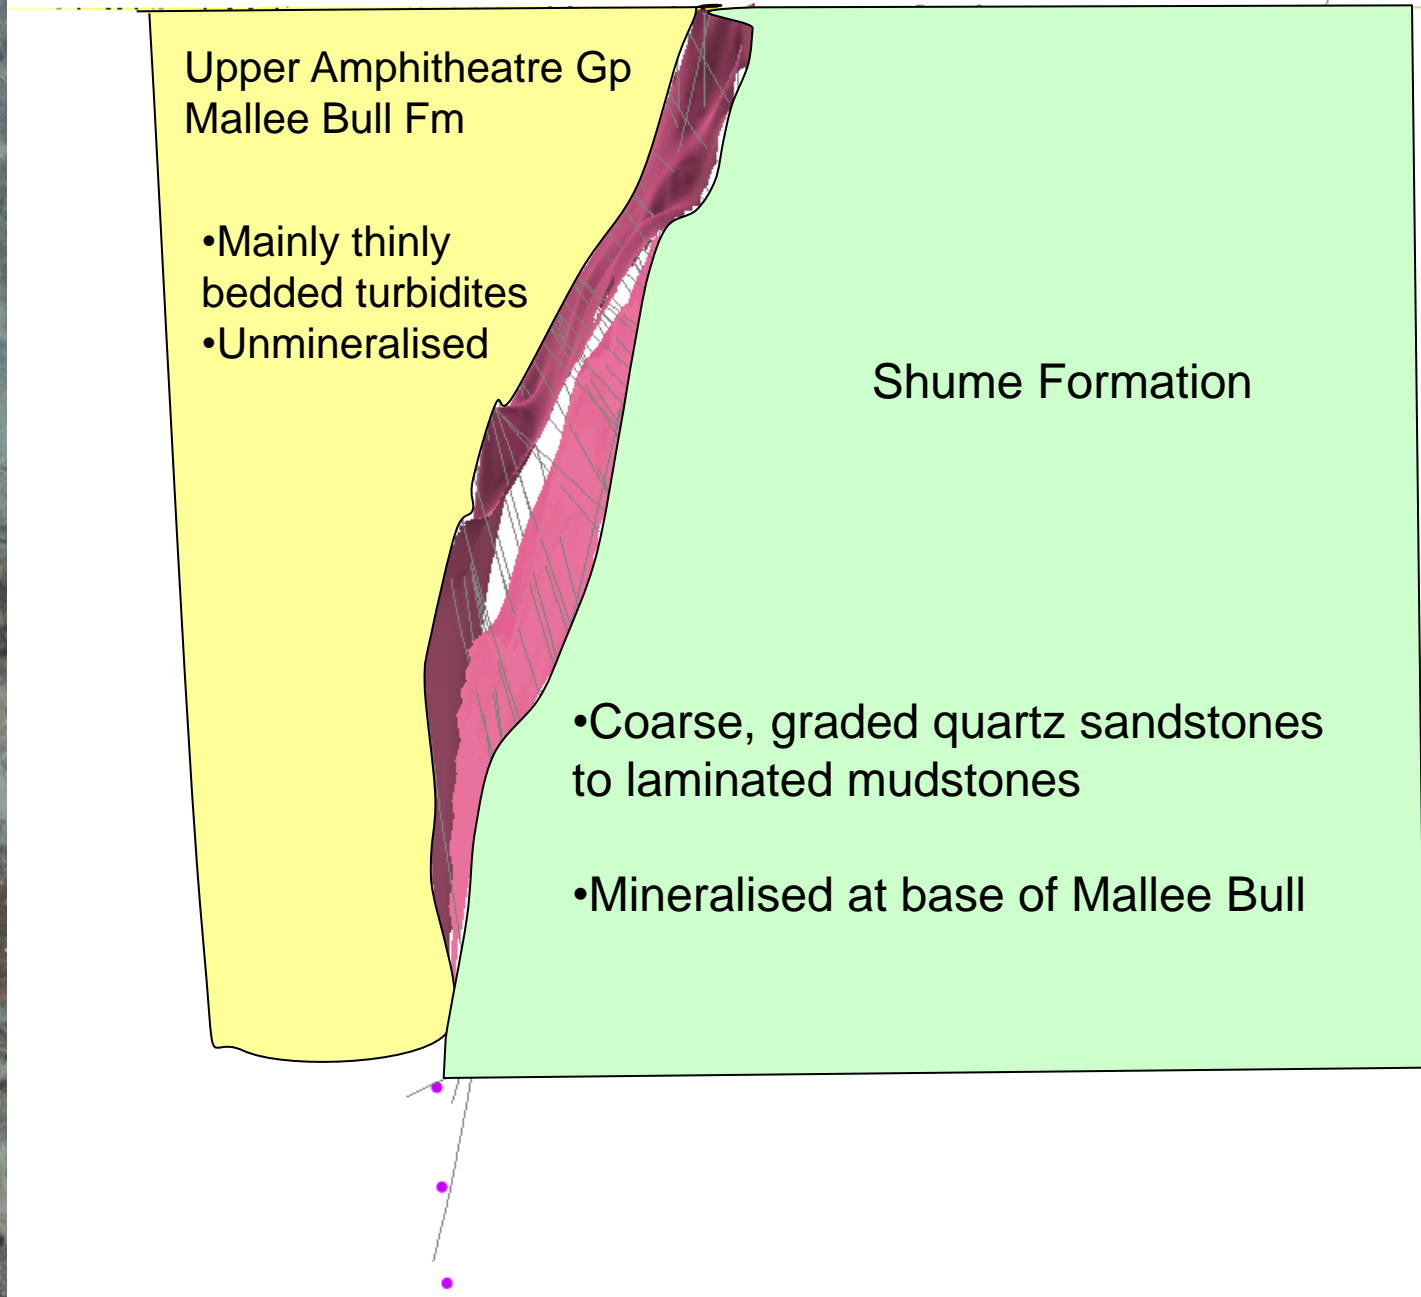 Upper Amphitheatre Gp
Mallee Bull Fm
•Mainly thinly
bedded turbidites
•Unmineralised
Shume Formation
•Coarse, graded quartz sandstones
to laminated mudstones
•Mineralised at base of Mallee Bull